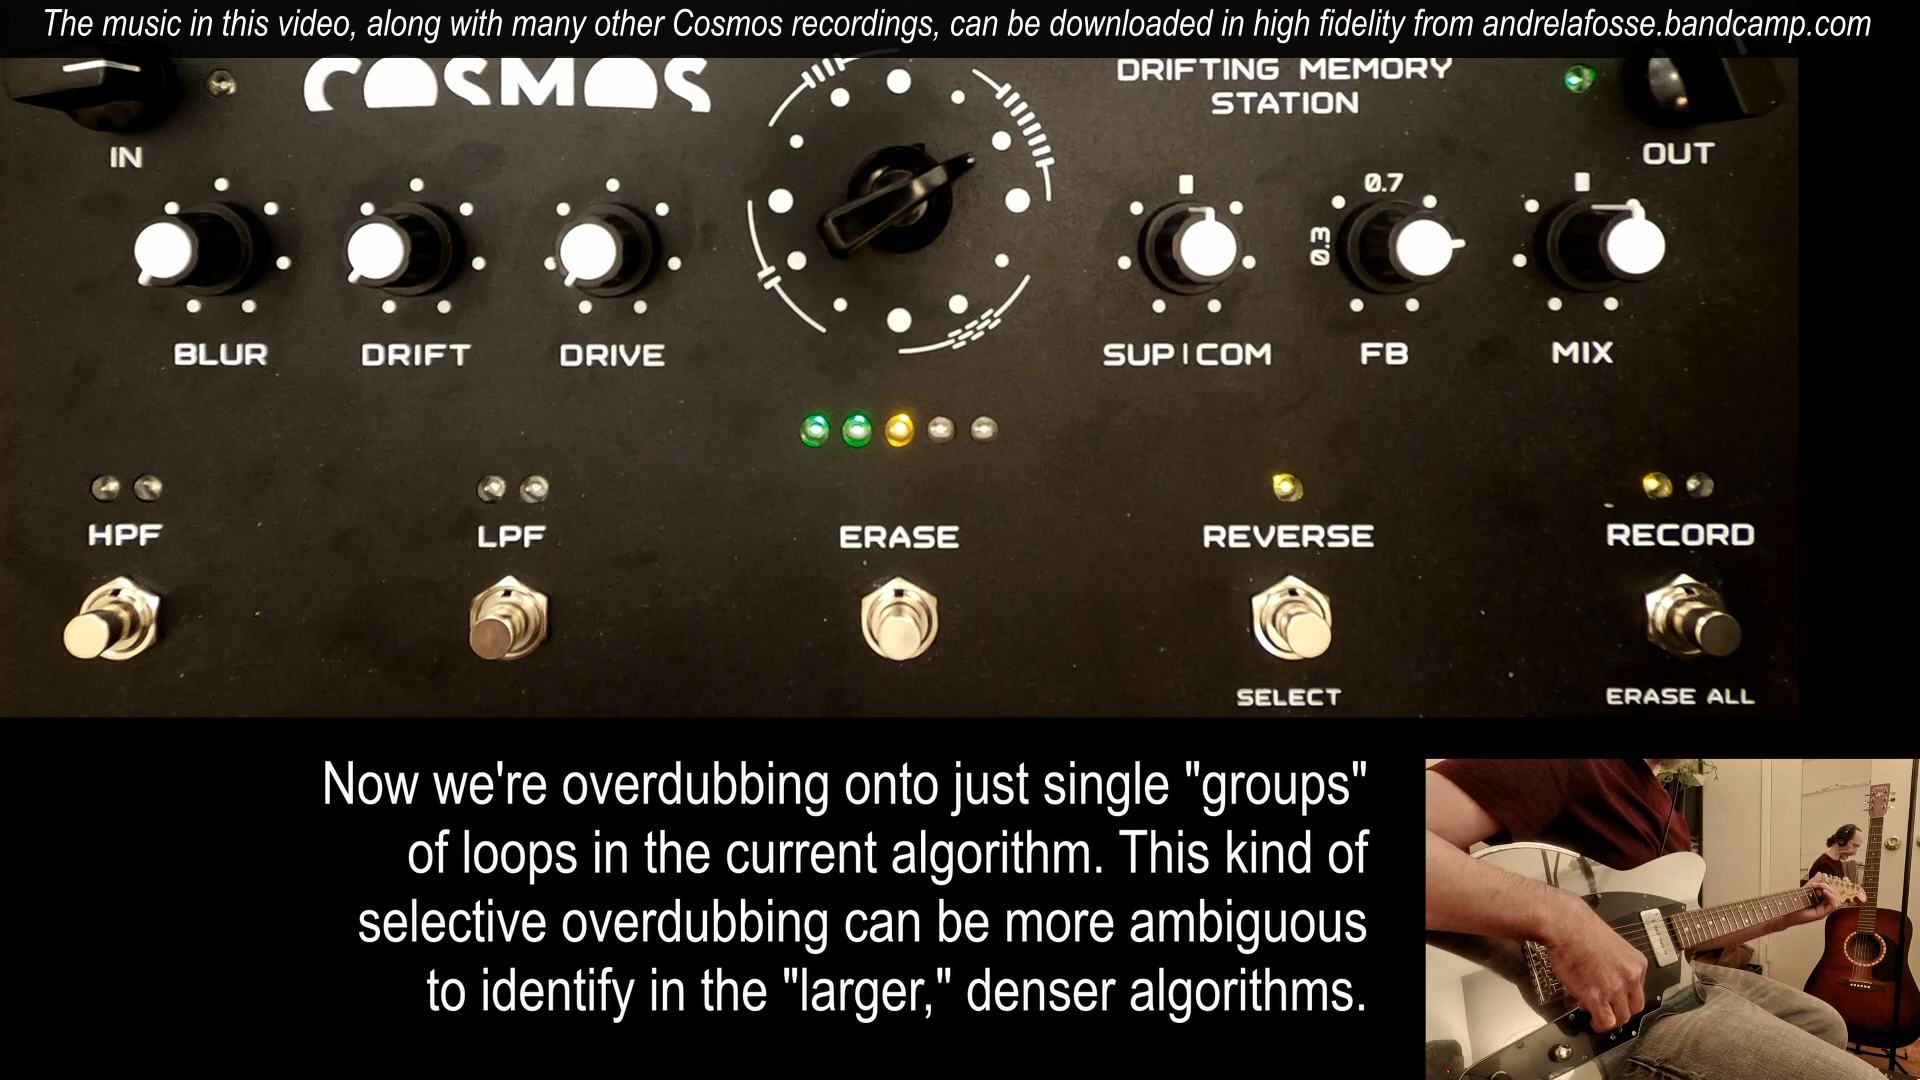 The music in this video, along with many other Cosmos recordings, can be downloaded in high fidelity from andrelafosse.bandcamp.com
COSMOS
DRIFTING MEMORY
STATION
IN
OUT
0.7
0.3
BLUR
DRIFT
DRIVE
SUP|COM
FB
MIX
HPF
LPF
ERASE
REVERSE
RECORD
SELECT
ERASE ALL
Now we're overdubbing onto just single "groups"
of loops in the current algorithm. This kind of
selective overdubbing can be more ambiguous
to identify in the "larger," denser algorithms.